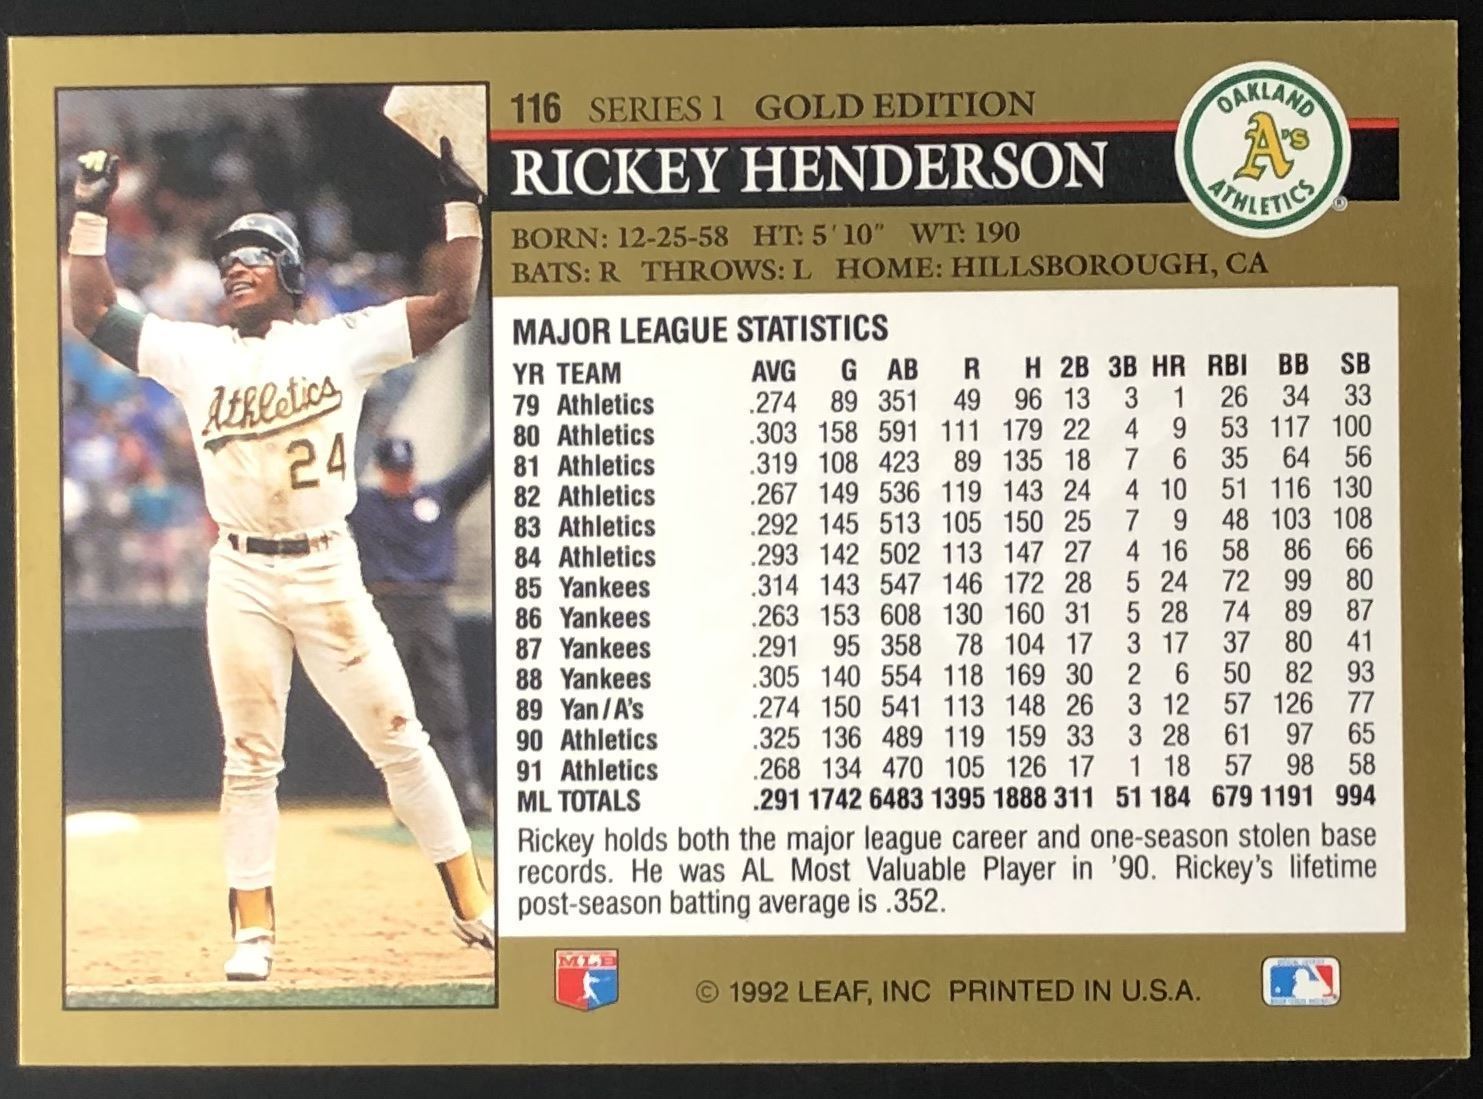 116 SERIES 1 GOLD EDITION
OAKLAND A's ATHLETICS ®
RICKEY HENDERSON
BORN: 12-25-58 HT: 5'10" WT: 190
BATS: R THROWS: L HOME: HILLSBOROUGH, CA
Athletics
24
MAJOR LEAGUE STATISTICS
YR TEAM AVG G AB R H 2B 3B HR RBI BB SB
79 Athletics .274 89 351 49 96 13 3 1 26 34 33
80 Athletics .303 158 591 111 179 22 4 9 53 117 100
81 Athletics .319 108 423 89 135 18 7 6 35 64 56
82 Athletics .267 149 536 119 143 24 4 10 51 116 130
83 Athletics .292 145 513 105 150 25 7 9 48 103 108
84 Athletics .293 142 502 113 147 27 4 16 58 86 66
85 Yankees .314 143 547 146 172 28 5 24 72 99 80
86 Yankees .263 153 608 130 160 31 5 28 74 89 87
87 Yankees .291 95 358 78 104 17 3 17 37 80 41
88 Yankees .305 140 554 118 169 30 2 6 50 82 93
89 Yan/A's .274 150 541 113 148 26 3 12 57 126 77
90 Athletics .325 136 489 119 159 33 3 28 61 97 65
91 Athletics .268 134 470 105 126 17 1 18 57 98 58
ML TOTALS .291 1742 6483 1395 1888 311 51 184 679 1191 994
Rickey holds both the major league career and one-season stolen base
records. He was AL Most Valuable Player in '90. Rickey's lifetime
post-season batting average is .352.
MLB
© 1992 LEAF, INC PRINTED IN U.S.A.